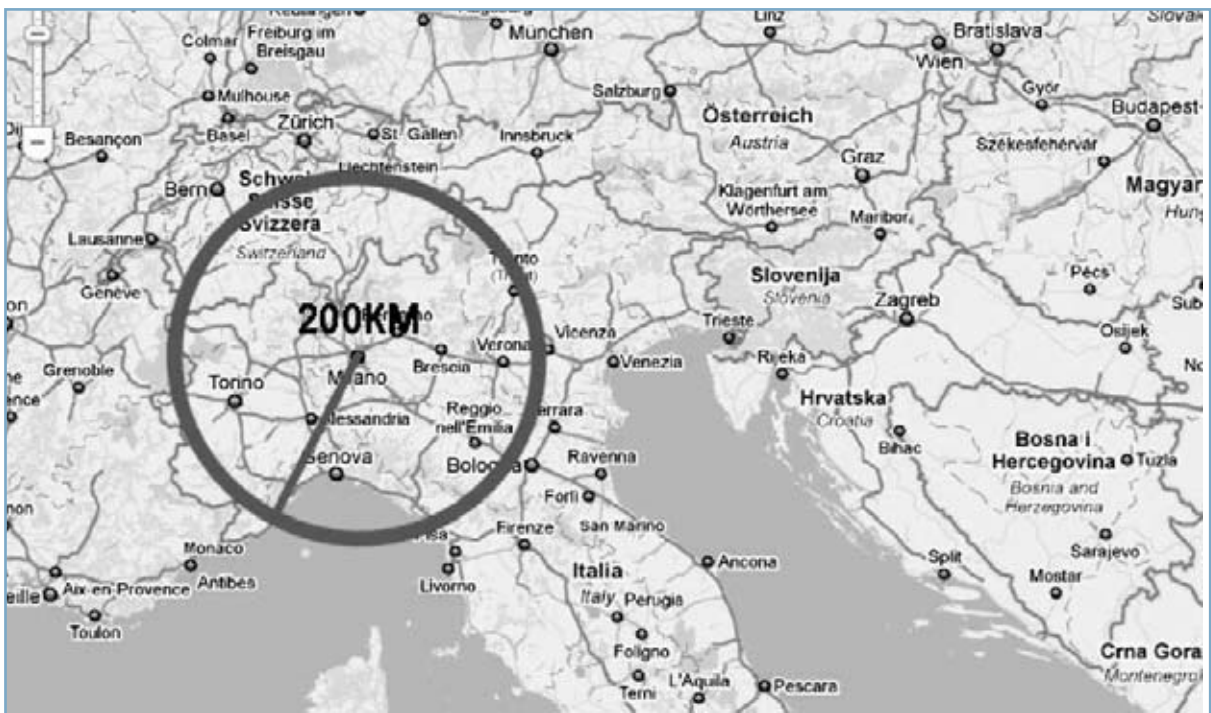 Linz
Slovak
Colmar
Freiburg im
Breisgau
München
Wien
Bratislava
Salzburg
Győr
Mulhouse
Österreich
Austria
Budapest
Besançon
Basel
Zürich
St. Gallen
Innsbruck
Székesfehérvár
Liechtenstein
Graz
Bern
Schwei
Suisse
Svizzera
Switzerland
Klagenfurt am
Wörthersee
Maribor
Magyar
Hung
Lausanne
Genève
Trento
Slovenija
Slovenia
Pécs
200KM
Zagreb
Trieste
Vicenza
Osijek
Verona
Venezia
Rijeka
Grenoble
Brescia
Milano
Torino
Hrvatska
Croatia
Alessandria
Reggio
nell'Emilia
Ferrara
Bihac
Bosna i
Hercegovina
Tuzla
Bosnia and
Herzegovina
Genova
Bologna
Ravenna
Forlì
San Marino
Firenze
Pisa
Monaco
Antibes
Livorno
Italia
Italy
Ancona
Split
Sarajevo
Mostar
Aix-en-Provence
Perugia
Toulon
Foligno
Crna Gora
Montenegro
Terni
L'Aquila
Pescara